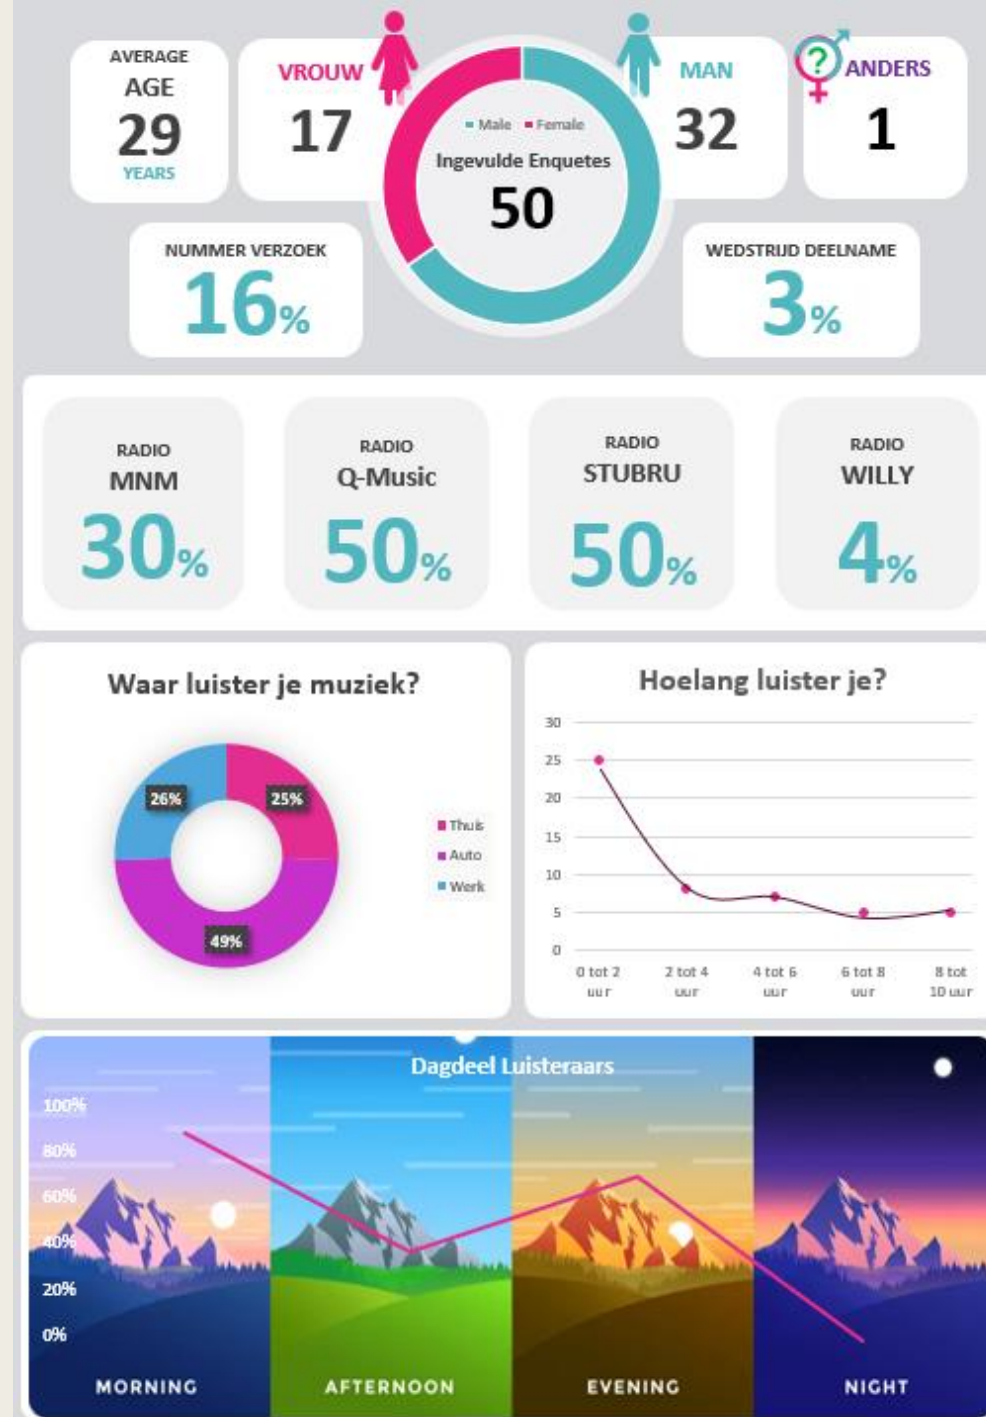 AVERAGE
AGE
29
YEARS
VROUW
17
Male Female
Ingevulde Enquetes
50
MAN
32
?
ANDERS
1
NUMMER VERZOEK
16%
WEDSTRIJD DEELNAME
3%
RADIO
MNM
30%
RADIO
Q-Music
50%
RADIO
STUBRU
50%
RADIO
WILLY
4%
Waar luister je muziek?
26%
25%
49%
Thuis
Auto
Werk
Hoelang luister je?
30
25
20
15
10
5
0
0 tot 2
uur
2 tot 4
uur
4 tot 6
uur
6 tot 8
uur
8 tot
10 uur
Dagdeel Luisteraars
100%
80%
60%
40%
20%
0%
MORNING
AFTERNOON
EVENING
NIGHT